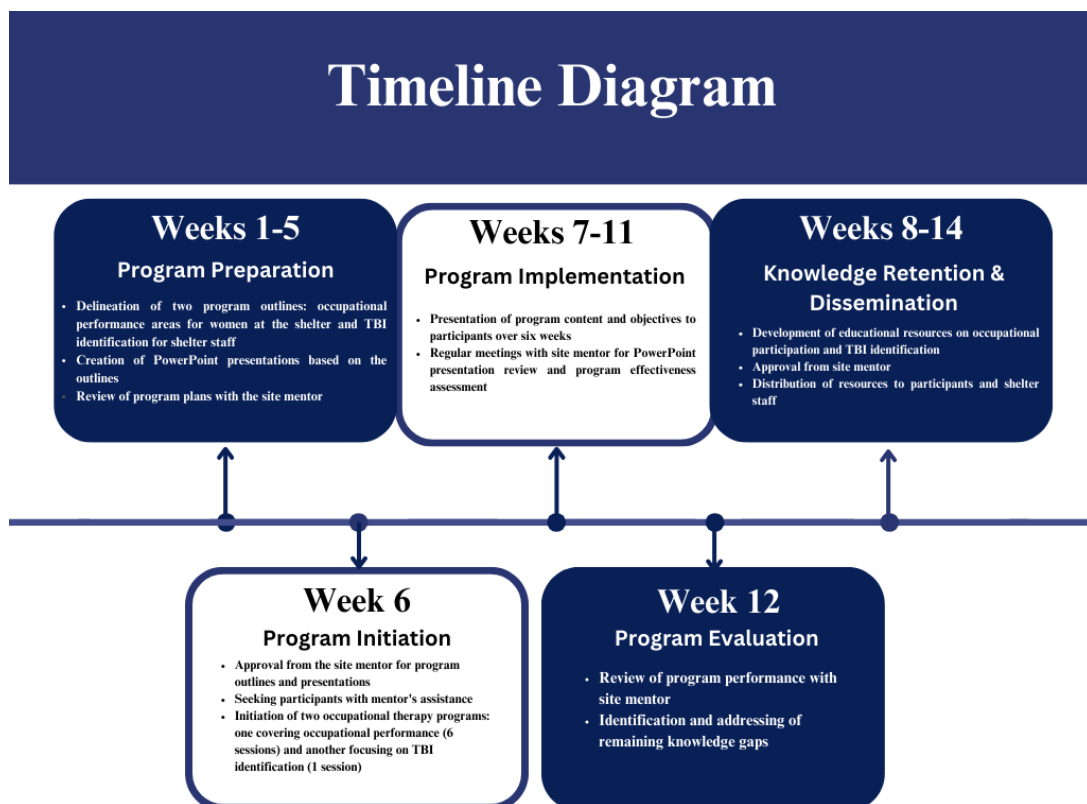 Timeline Diagram
Weeks 1-5
Program Preparation
• Delineation of two program outlines: occupational
performance areas for women at the shelter and TBI
identification for shelter staff
• Creation of PowerPoint presentations based on the
outlines
• Review of program plans with the site mentor
Weeks 7-11
Program Implementation
• Presentation of program content and objectives to
participants over six weeks
• Regular meetings with site mentor for PowerPoint
presentation review and program effectiveness
assessment
Weeks 8-14
Knowledge Retention &
Dissemination
• Development of educational resources on occupational
participation and TBI identification
• Approval from site mentor
• Distribution of resources to participants and shelter
staff
Week 6
Program Initiation
• Approval from the site mentor for program
outlines and presentations
• Seeking participants with mentor's assistance
• Initiation of two occupational therapy programs:
one covering occupational performance (6
sessions) and another focusing on TBI
identification (1 session)
Week 12
Program Evaluation
• Review of program performance with
site mentor
• Identification and addressing of
remaining knowledge gaps